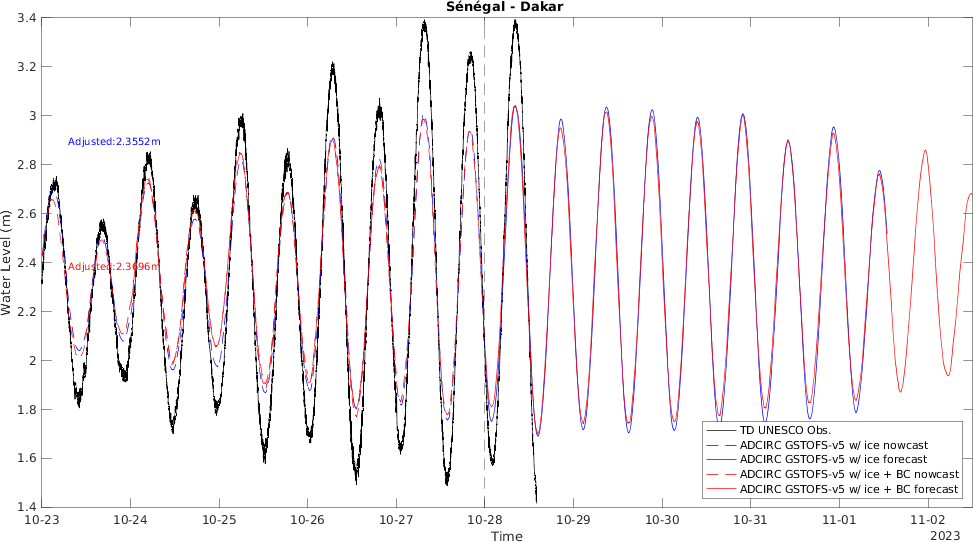 Sénégal - Dakar
3.4
3.2
3
2.8
2.6
2.4
2.2
2
1.8
1.6
1.4
Water Level (m)
Adjusted:2.3552m
Adjusted:2.3696m
TD UNESCO Obs.
ADCIRC GSTOFS-v5 w/ ice nowcast
ADCIRC GSTOFS-v5 w/ ice forecast
ADCIRC GSTOFS-v5 w/ ice + BC nowcast
ADCIRC GSTOFS-v5 w/ ice + BC forecast
10-23 10-24 10-25 10-26 10-27 10-28 10-29 10-30 10-31 11-01 11-02
Time 2023